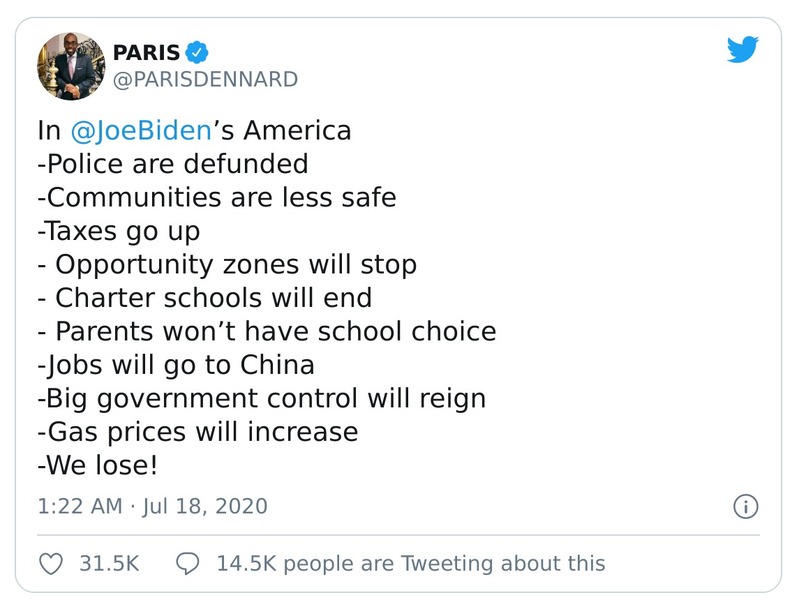 PARIS
@PARISDENNARD
In @JoeBiden’s America
-Police are defunded
-Communities are less safe
-Taxes go up
- Opportunity zones will stop
- Charter schools will end
- Parents won’t have school choice
-Jobs will go to China
-Big government control will reign
-Gas prices will increase
-We lose!
1:22 AM · Jul 18, 2020
31.5K 14.5K people are Tweeting about this